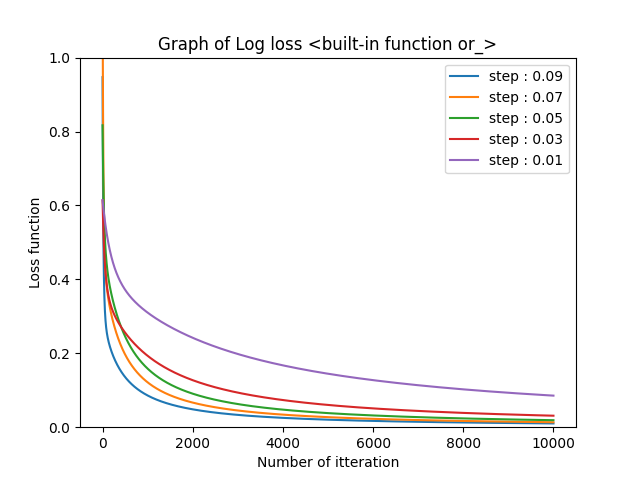 Graph of Log loss <built-in function or_>
step : 0.09
step : 0.07
step : 0.05
step : 0.03
step : 0.01
Loss function
1.0
0.8
0.6
0.4
0.2
0.0
0 2000 4000 6000 8000 10000
Number of itteration